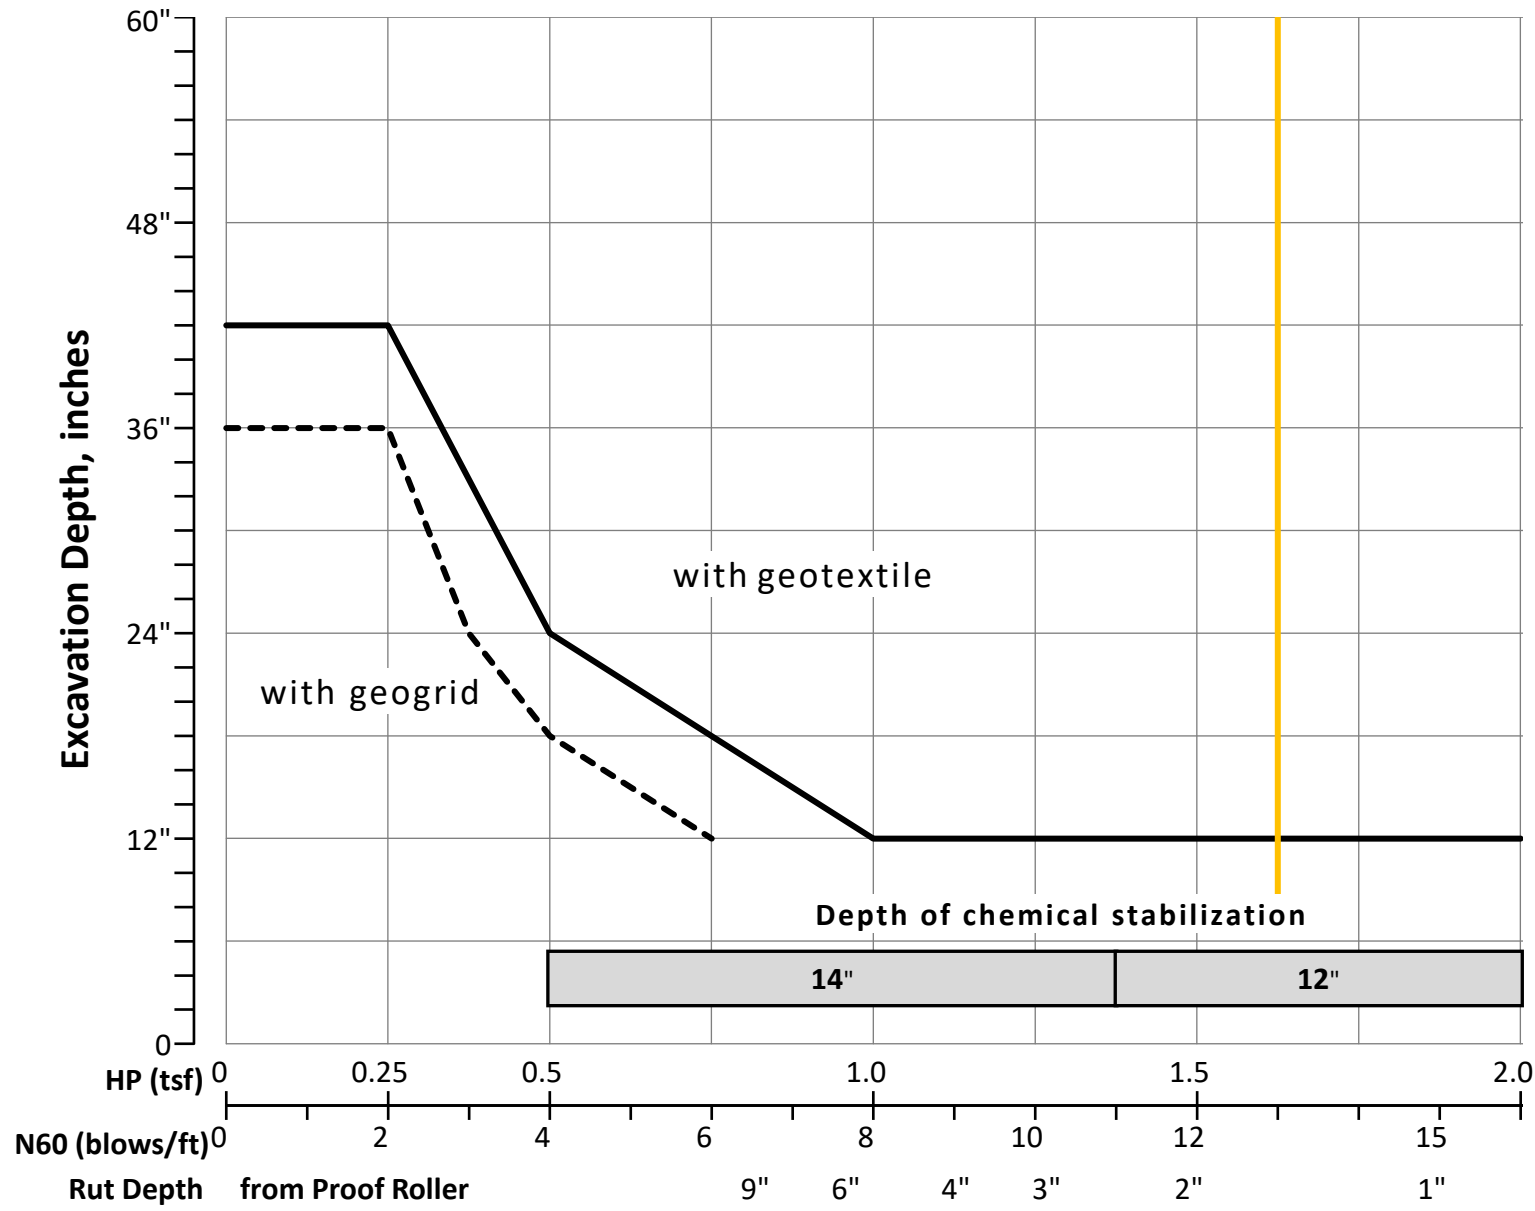 60"
48"
36"
24"
12"
0
Excavation Depth, inches
with geotextile
with geogrid
Depth of chemical stabilization
14"
12"
HP (tsf) 0 0.25 0.5 1.0 1.5 2.0
N60 (blows/ft) 0 2 4 6 8 10 12 15
Rut Depth from Proof Roller 9" 6" 4" 3" 2" 1"